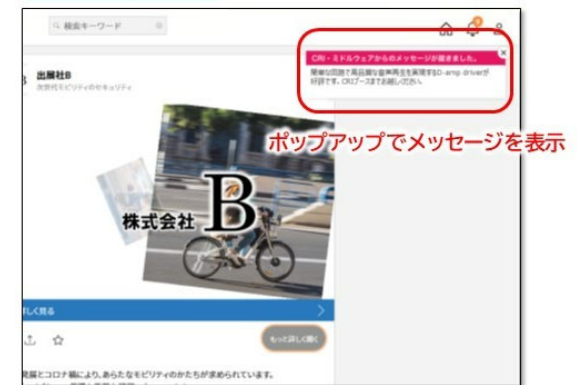 検索キーワード
CRI・ミドルウェアからのメッセージが届きました。
簡単な回路で高品質な音声再生を実現するD-amp driverが
好評です。CRIブースまでお越しください。
出展社B
次世代モビリティのセキュリティ
ポップアップでメッセージを表示
株式会社 B
しく見る
もっと詳しく聞く
発展とコロナ禍により、あらたなモビリティのかたちが求められています。